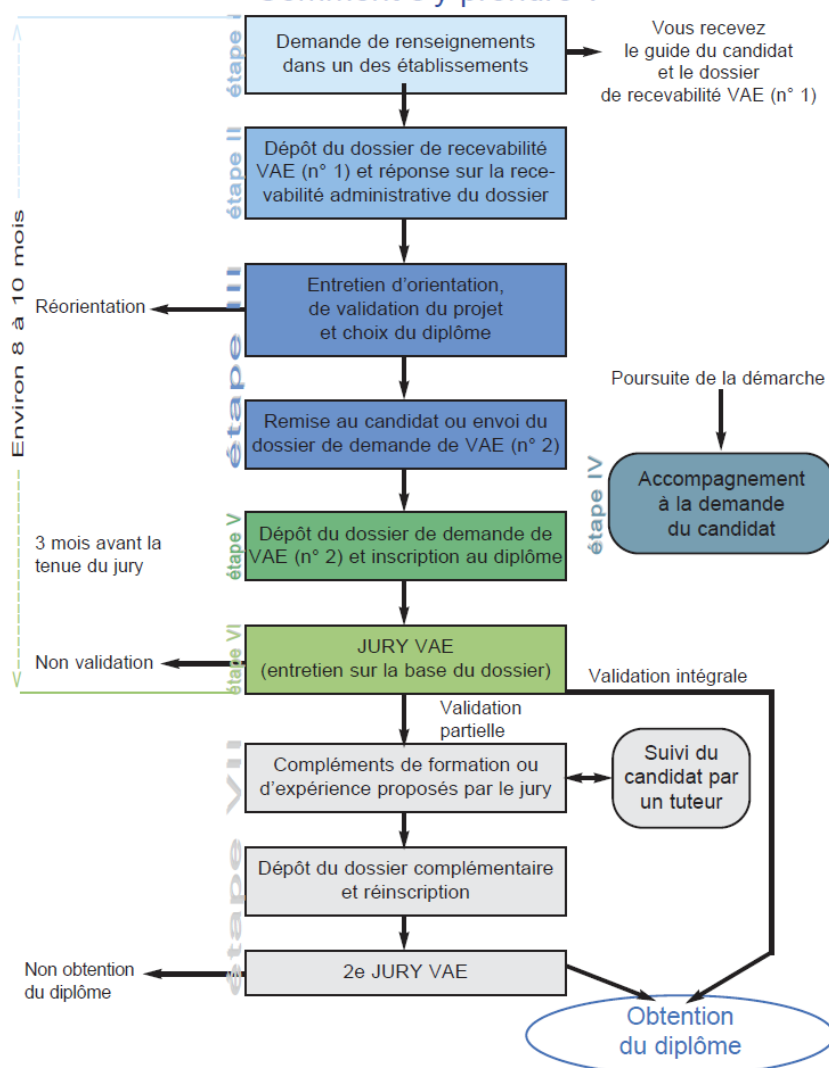 Comment s'y prendre ?
étape I
Demande de renseignements
dans un des établissements
Vous recevez
le guide du candidat
et le dossier
de recevabilité VAE (n° 1)
étape II
Dépôt du dossier de recevabilité
VAE (n° 1) et réponse sur la rece-
vabilité administrative du dossier
Environ 8 à 10 mois
étape III
Entretien d'orientation,
de validation du projet
et choix du diplôme
Réorientation
Remise au candidat ou envoi du
dossier de demande de VAE (n° 2)
Poursuite de la démarche
étape IV
Accompagnement
à la demande
du candidat
étape V
Dépôt du dossier de demande de
VAE (n° 2) et inscription au diplôme
3 mois avant la
tenue du jury
étape VI
JURY VAE
(entretien sur la base du dossier)
Non validation
Validation intégrale
Validation
partielle
étape VII
Compléments de formation ou
d'expérience proposés par le jury
Suivi du
candidat par
un tuteur
Dépôt du dossier complémentaire
et réinscription
2e JURY VAE
Non obtention
du diplôme
Obtention
du diplôme